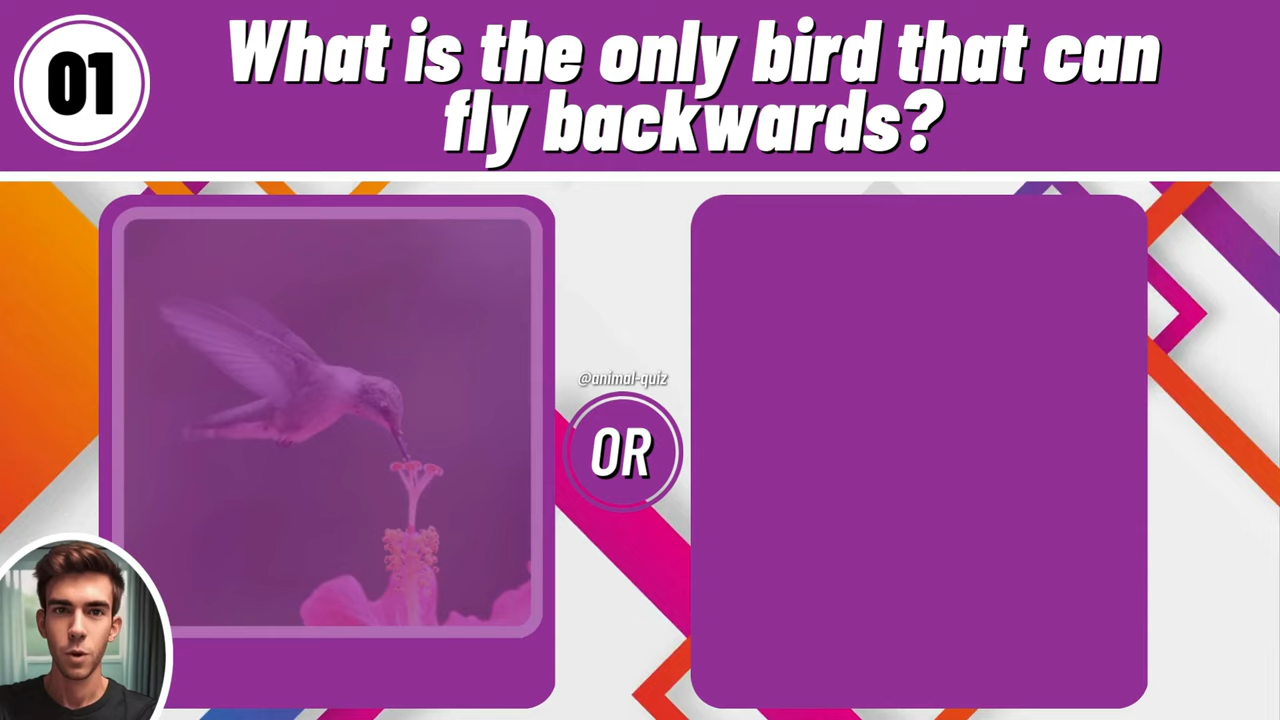 01
What is the only bird that can
fly backwards?
@animal-quiz
OR